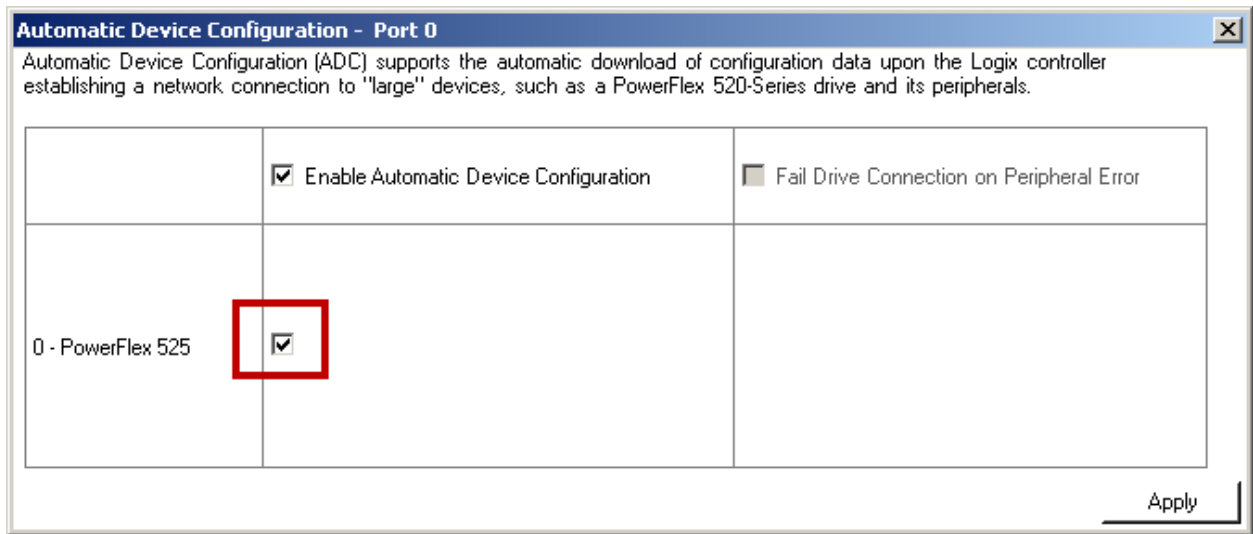 Automatic Device Configuration - Port 0
Automatic Device Configuration (ADC) supports the automatic download of configuration data upon the Logix controller
establishing a network connection to "large" devices, such as a PowerFlex 520-Series drive and its peripherals.
Enable Automatic Device Configuration
Fail Drive Connection on Peripheral Error
0 - PowerFlex 525
Apply